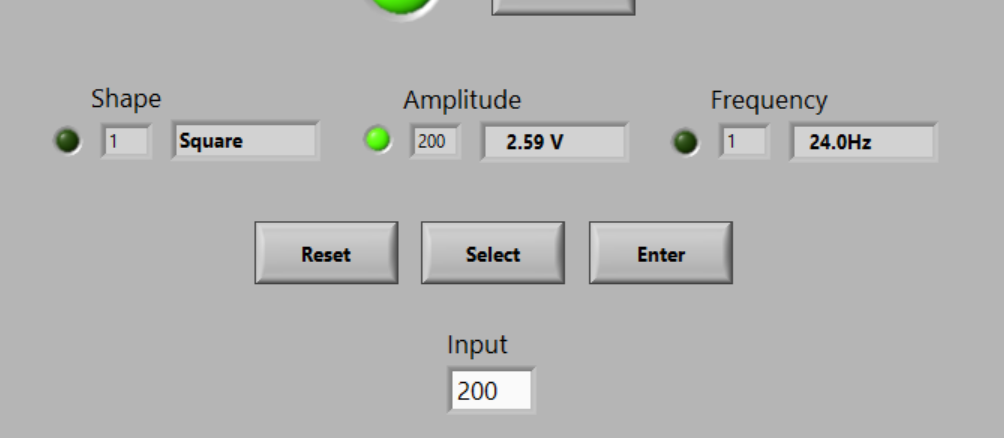 Shape Amplitude Frequency
1 Square 200 2.59 V 1 24.0Hz
Reset Select Enter
Input
200